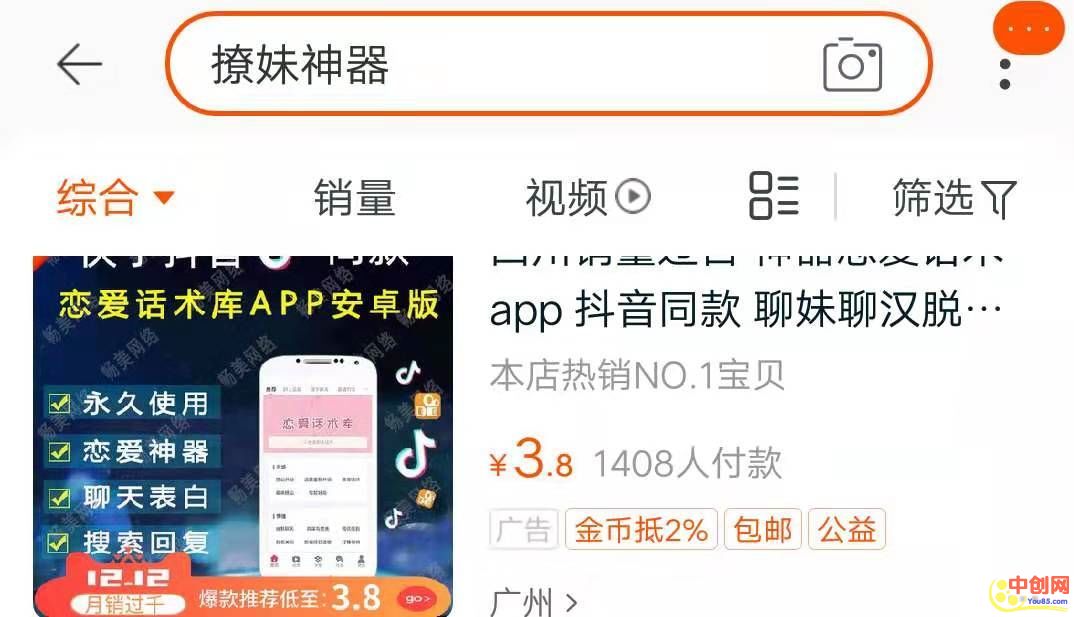 撩妹神器
综合
销量
视频
筛选
恋爱话术库APP安卓版
永久使用
恋爱神器
聊天表白
搜索回复
恋爱话术库
12.12
月销过千
爆款推荐低至:3.8
go>
畅美网络
app 抖音同款 聊妹聊汉脱…
本店热销NO.1宝贝
¥3.8 1408人付款
广告 金币抵2% 包邮 公益
广州 >
中创网
You85.com